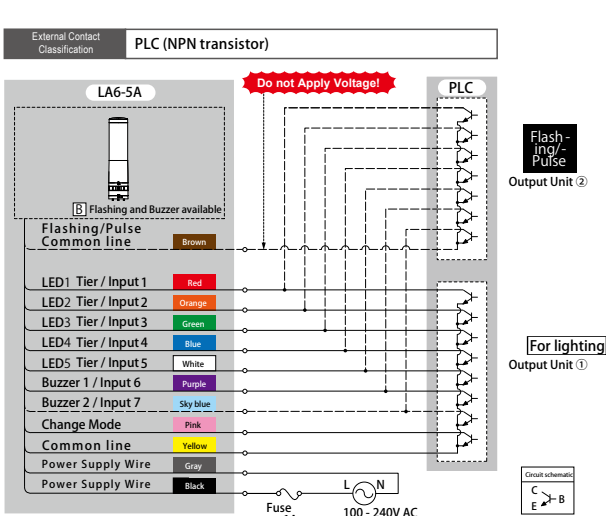 External Contact
Classification
PLC (NPN transistor)
LA6-5A
Do not Apply Voltage!
PLC
B Flashing and Buzzer available
Flashing/Pulse
Common line
Brown
LED1 Tier / Input 1
Red
LED2 Tier / Input 2
Orange
LED3 Tier / Input 3
Green
LED4 Tier / Input 4
Blue
LED5 Tier / Input 5
White
Buzzer 1 / Input 6
Purple
Buzzer 2 / Input 7
Sky blue
Change Mode
Pink
Common line
Yellow
Power Supply Wire
Gray
Power Supply Wire
Black
L
N
Fuse
100 - 240V AC
Flash-
ing/-
Pulse
Output Unit ②
For lighting
Output Unit ①
Circuit schematic
C
B
E